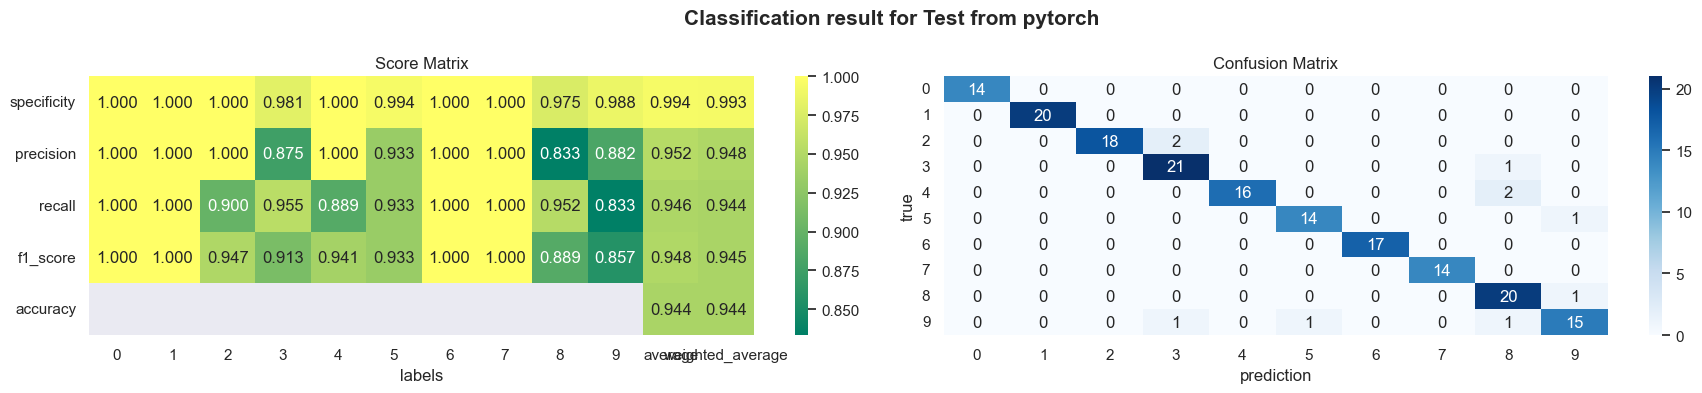 Classification result for Test from pytorch
Score Matrix
specificity 1.000 1.000 1.000 0.981 1.000 0.994 1.000 1.000 0.975 0.988 0.994 0.993
precision 1.000 1.000 1.000 0.875 1.000 0.933 1.000 1.000 0.833 0.882 0.952 0.948
recall 1.000 1.000 0.900 0.955 0.889 0.933 1.000 1.000 0.952 0.833 0.946 0.944
f1_score 1.000 1.000 0.947 0.913 0.941 0.933 1.000 1.000 0.889 0.857 0.948 0.945
accuracy 0.944 0.944
0 1 2 3 4 5 6 7 8 9 average weighted_average
labels
1.000
0.975
0.950
0.925
0.900
0.875
0.850
Confusion Matrix
true
0 14 0 0 0 0 0 0 0 0 0
1 0 20 0 0 0 0 0 0 0 0
2 0 0 18 2 0 0 0 0 0 0
3 0 0 0 21 0 0 0 0 1 0
4 0 0 0 0 16 0 0 0 2 0
5 0 0 0 0 0 14 0 0 0 1
6 0 0 0 0 0 0 17 0 0 0
7 0 0 0 0 0 0 0 14 0 0
8 0 0 0 0 0 0 0 0 20 1
9 0 0 0 1 0 1 0 0 1 15
0 1 2 3 4 5 6 7 8 9
prediction
20
15
10
5
0